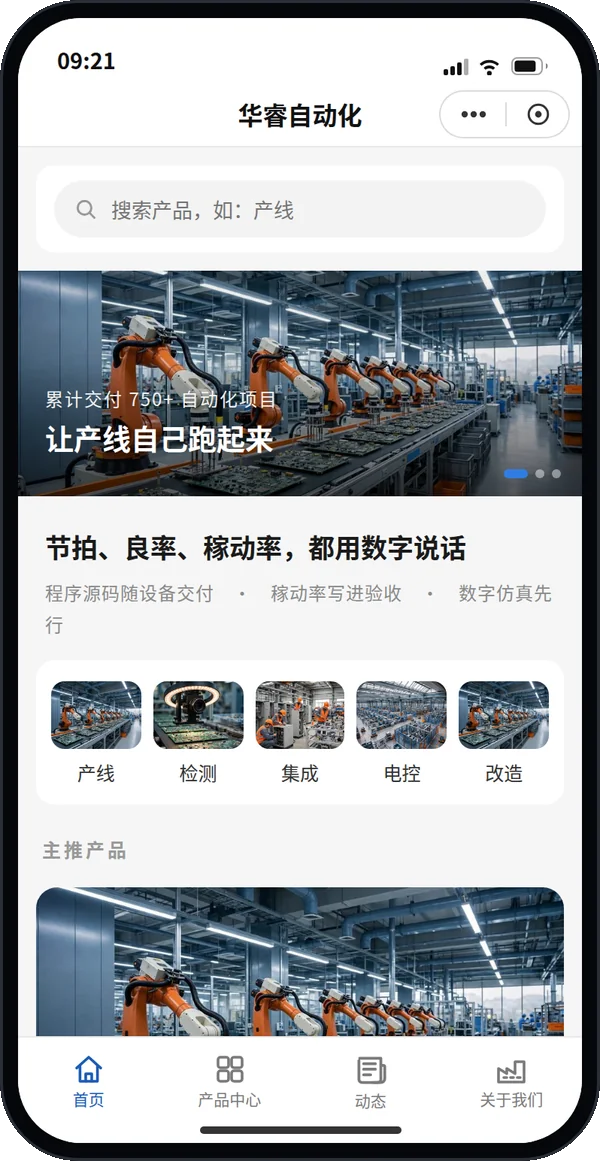 09:21
华睿自动化
搜索产品，如：产线
累计交付 750+ 自动化项目
让产线自己跑起来
节拍、良率、稼动率，都用数字说话
程序源码随设备交付 • 稼动率写进验收 • 数字仿真先
行
产线 检测 集成 电控 改造
主推产品
首页 产品中心 动态 关于我们